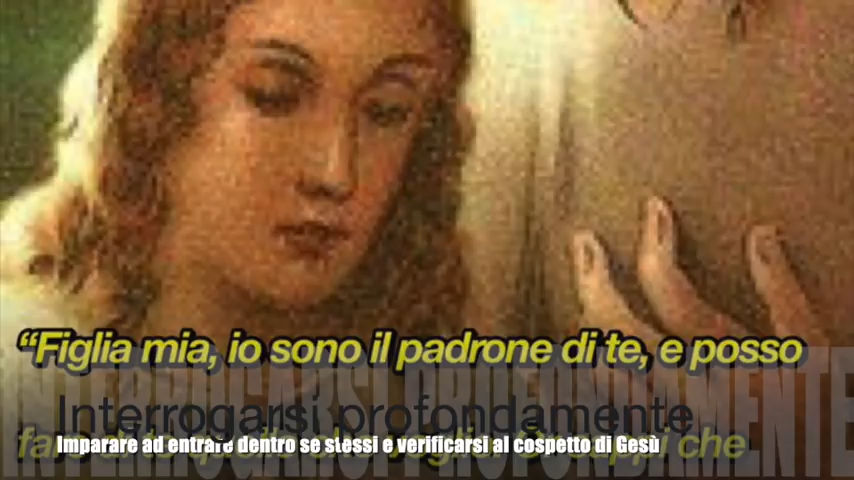 “Figlia mia, io sono il padrone di te, e posso
INTERROGARSI PROFONDAMENTE
Interrogarsi profondamente
che
Imparare ad entrare dentro se stessi e verificarsi al cospetto di Gesù